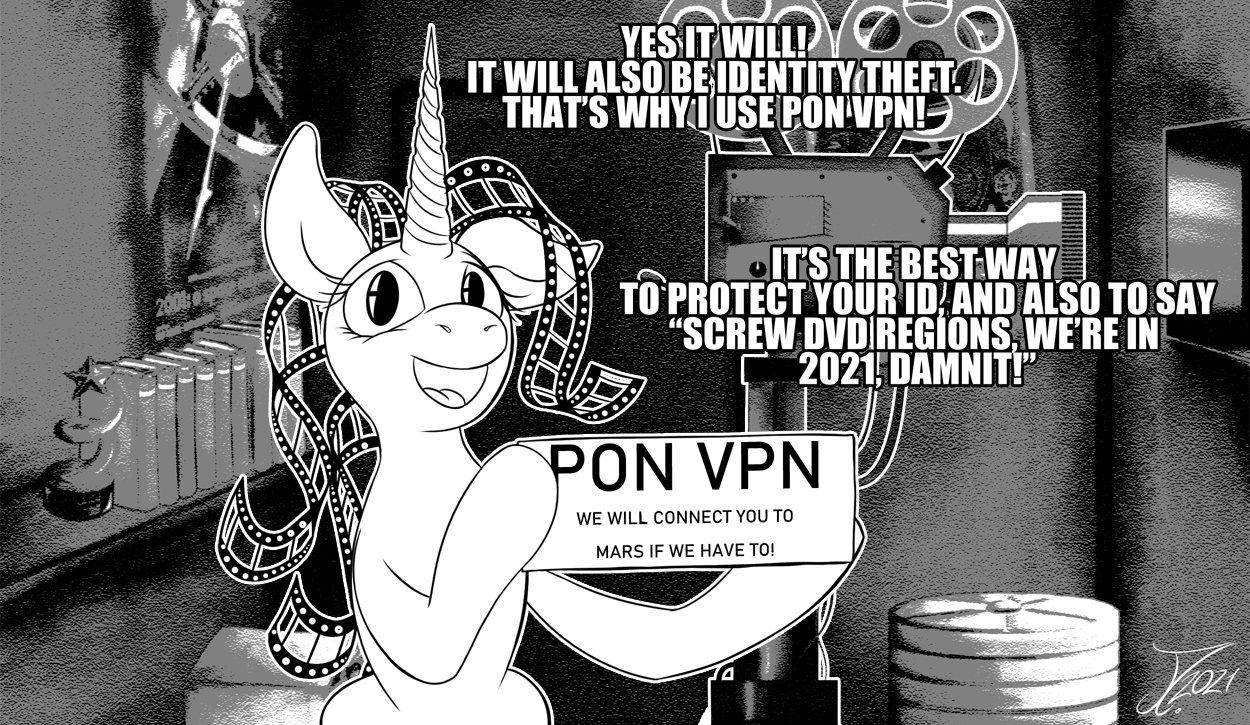 YES IT WILL!
IT WILL ALSO BE IDENTITY THEFT.
THAT'S WHY I USE PON VPN!
IT'S THE BEST WAY
TO PROTECT YOUR ID, AND ALSO TO SAY
"SCREW DVD REGIONS, WE'RE IN
2021, DAMNIT!"
PON VPN
WE WILL CONNECT YOU TO
MARS IF WE HAVE TO!
2021